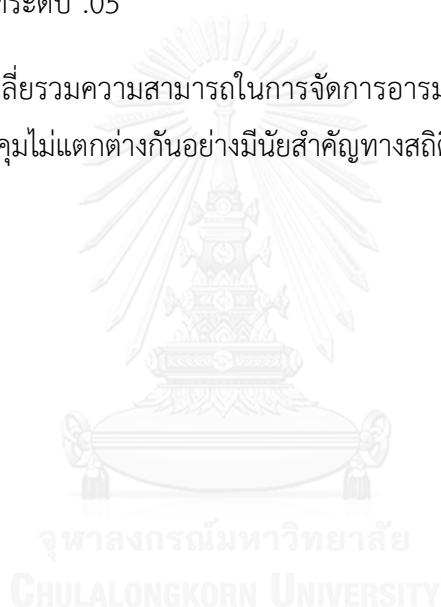 ที่ระดับ .05
ลี่ยรวมความสามารถในการจัดการอารม
คุมไม่แตกต่างกันอย่างมีนัยสำคัญทางสถิติ
จุฬาลงกรณ์มหาวิทยาลัย
CHULALONGKORN UNIVERSITY